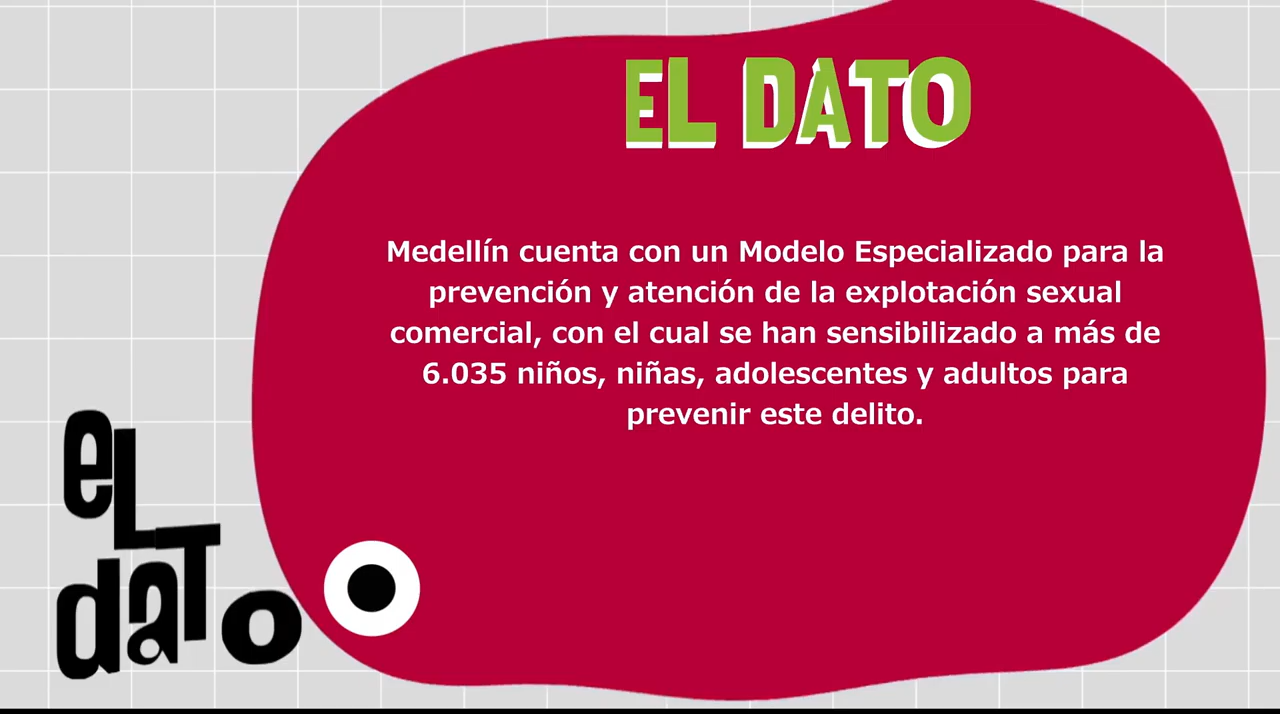 EL DATO
Medellín cuenta con un Modelo Especializado para la
prevención y atención de la explotación sexual
comercial, con el cual se han sensibilizado a más de
6.035 niños, niñas, adolescentes y adultos para
prevenir este delito.
eL
daTo